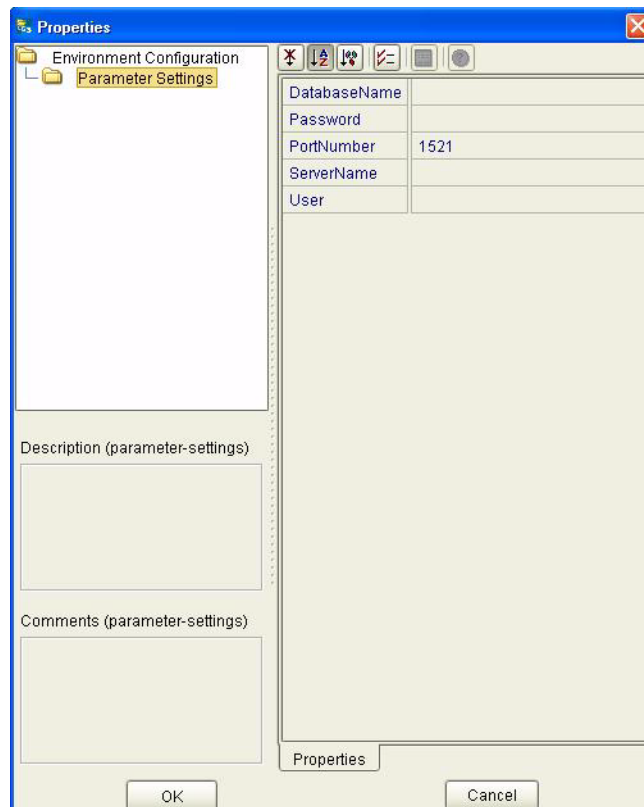 Properties
Environment Configuration
Parameter Settings
DatabaseName
Password
PortNumber 1521
ServerName
User
Description (parameter-settings)
Comments (parameter-settings)
Properties
OK Cancel